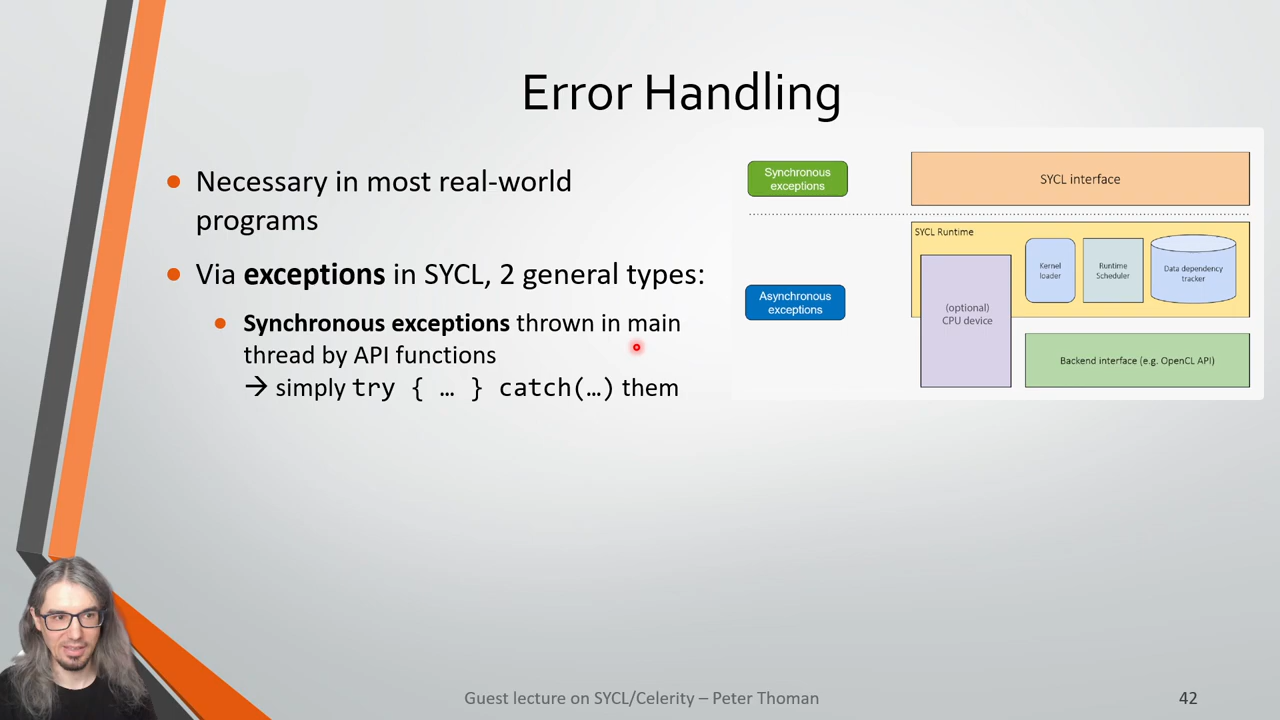 Error Handling
Necessary in most real-world
programs
Via exceptions in SYCL, 2 general types:
Synchronous exceptions thrown in main
thread by API functions
→ simply try { … } catch(…) them
Synchronous
exceptions
SYCL interface
SYCL Runtime
Kernel
loader
Runtime
Scheduler
Data dependency
tracker
Asynchronous
exceptions
(optional)
CPU device
Backend interface (e.g. OpenCL API)
Guest lecture on SYCL/Celerity – Peter Thoman
42